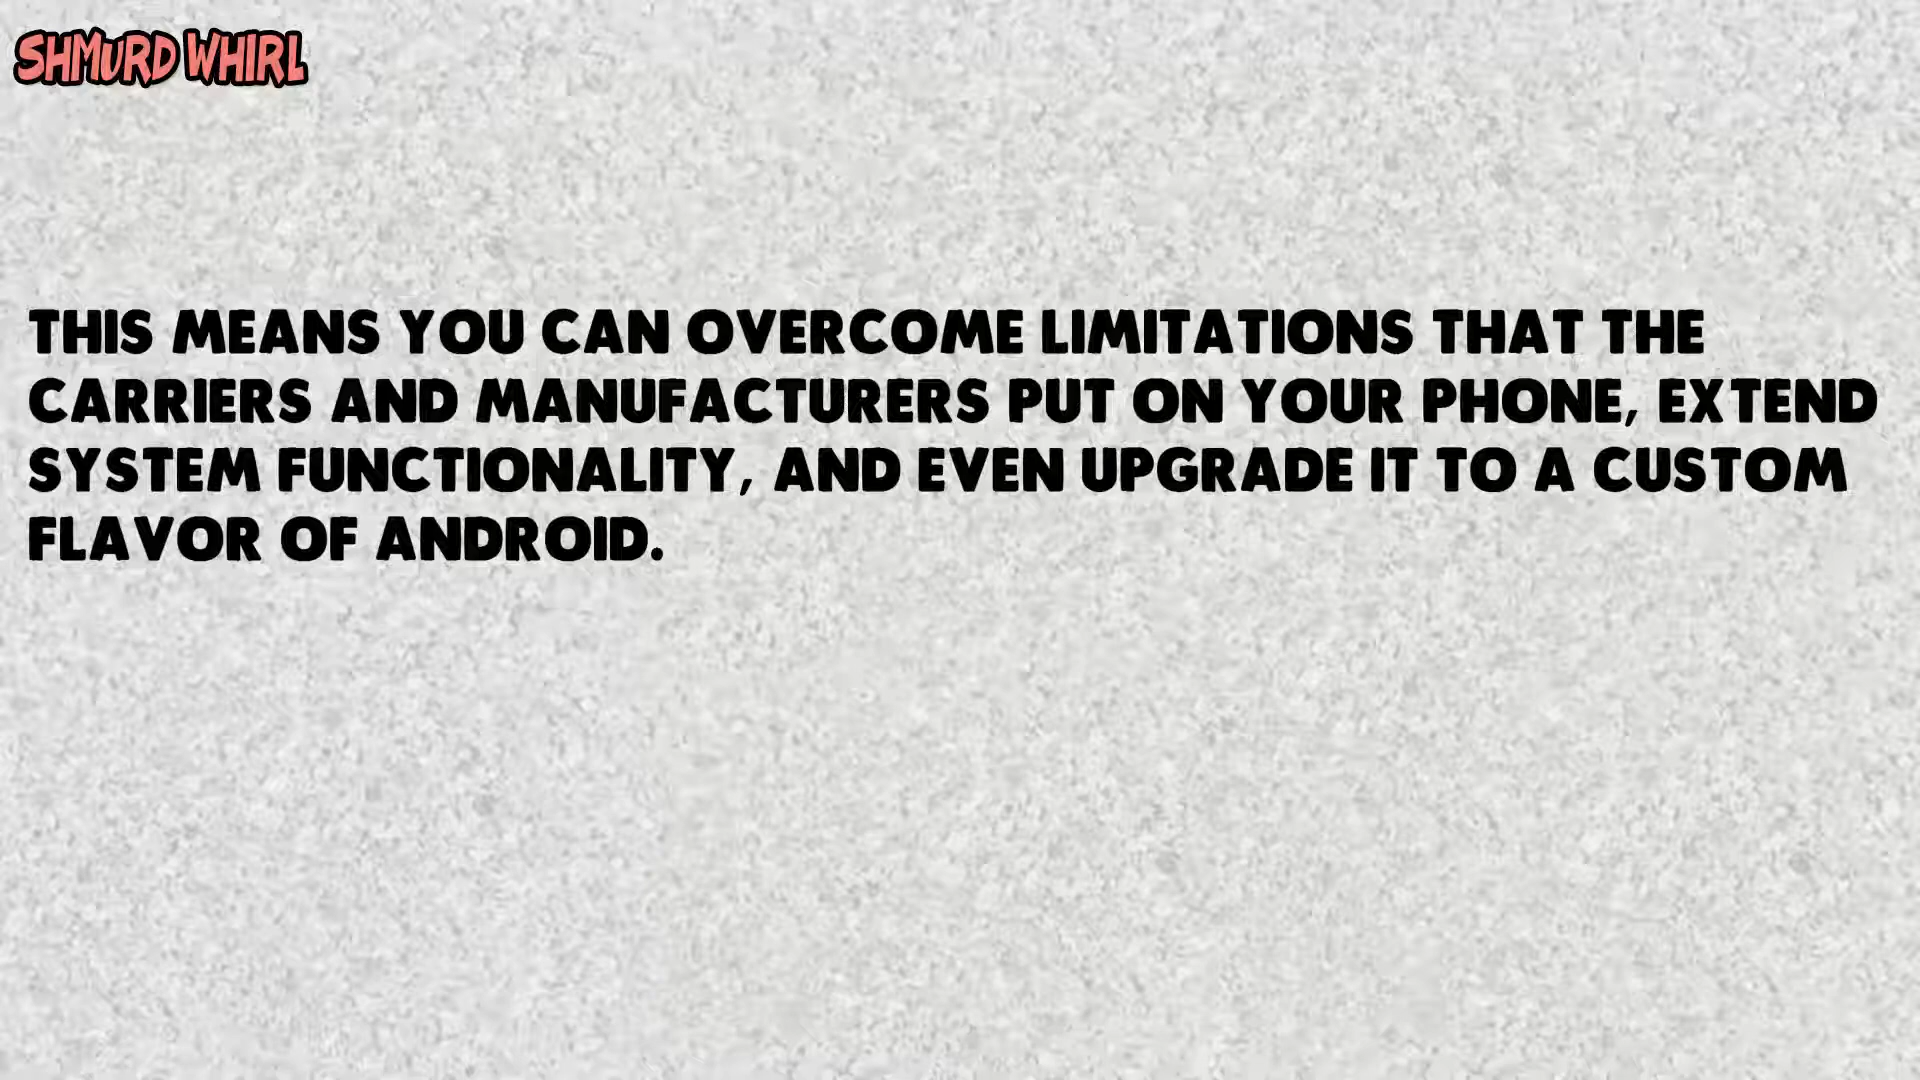 SHMURD WHIRL
THIS MEANS YOU CAN OVERCOME LIMITATIONS THAT THE
CARRIERS AND MANUFACTURERS PUT ON YOUR PHONE, EXTEND
SYSTEM FUNCTIONALITY, AND EVEN UPGRADE IT TO A CUSTOM
FLAVOR OF ANDROID.